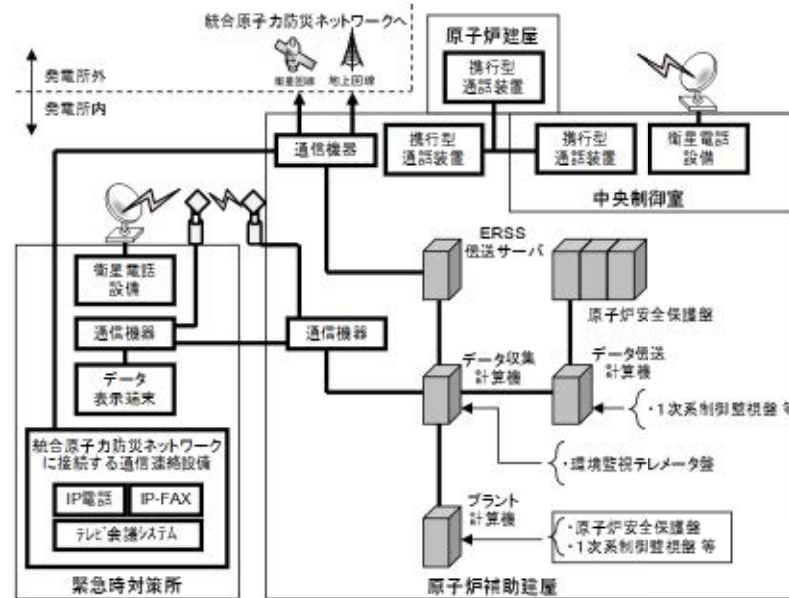 統合原子力防災ネットワークへ
衛星回線
地上回線
発電所外
発電所内
原子炉建屋
携行型
通話装置
通信機器
携行型
通話装置
携行型
通話装置
衛星電話
設備
中央制御室
ERSS
伝送サーバ
原子炉安全保護盤
衛星電話
設備
通信機器
データ
表示端末
通信機器
データ収集
計算機
データ伝送
計算機
・1次系制御監視盤 等
・環境監視テレメータ盤
統合原子力防災ネットワーク
に接続する通信連絡設備
IP電話
IP-FAX
テレビ会議システム
緊急時対策所
プラント
計算機
・原子炉安全保護盤
・1次系制御監視盤 等
原子炉補助建屋